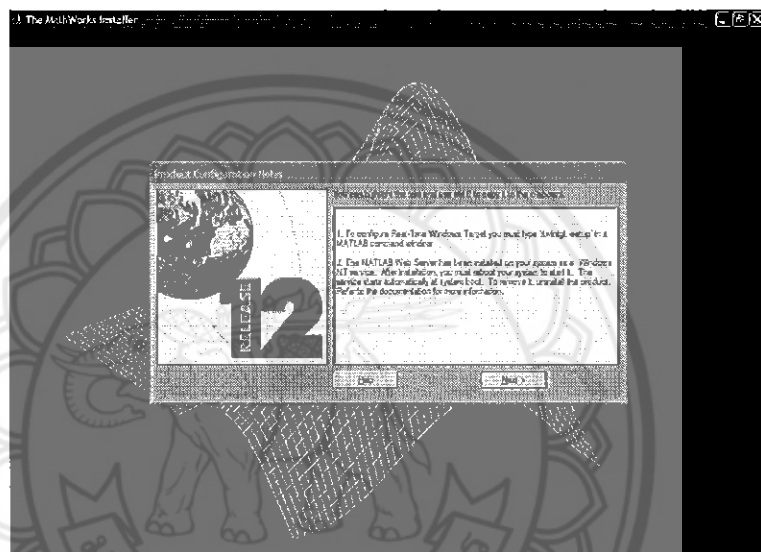 The MathWorks Installer
Product Configuration Notes
RELEASE
12
1. To configure Real-Time Windows Target you must type in a
MATLAB command window.
2. The MATLAB Web Server has been installed on your system as a Windows
NT service. After installation, you must reboot your system to start it. The
service starts automatically at system boot. To remove it, uninstall the product.
Refer to the documentation for more information.
Next >